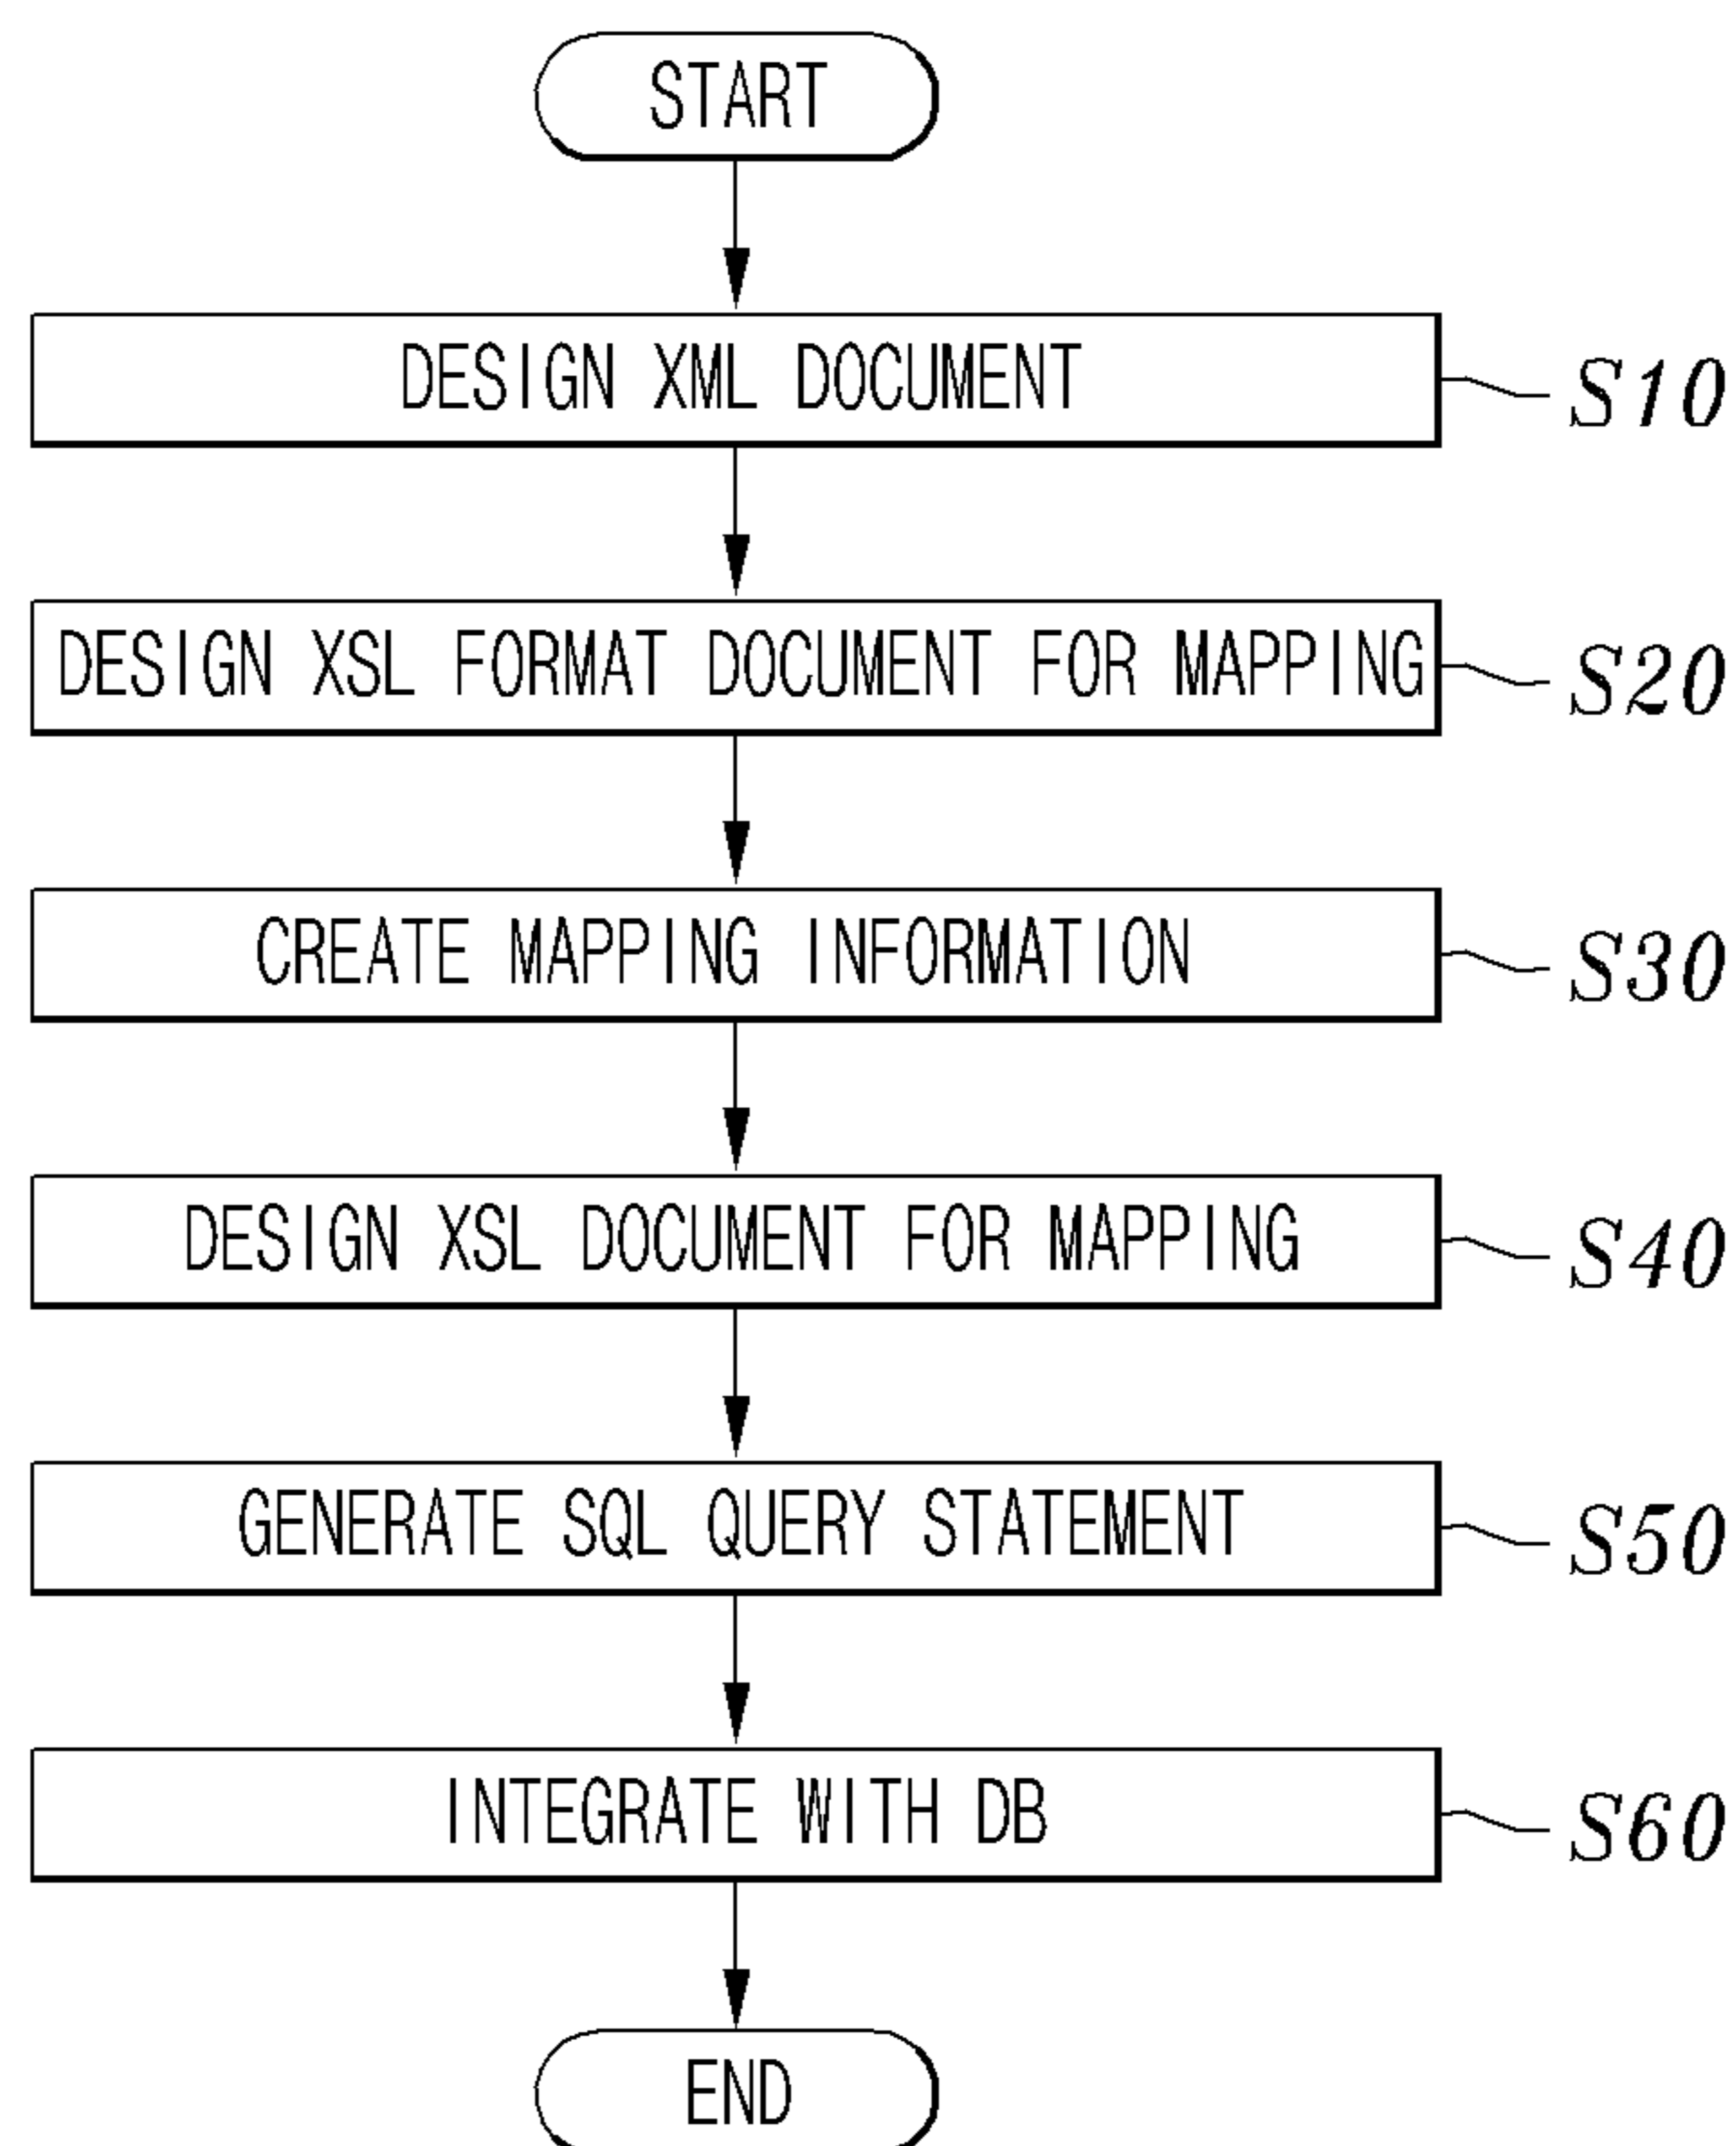 START
DESIGN XML DOCUMENT
S10
DESIGN XSL FORMAT DOCUMENT FOR MAPPING
S20
CREATE MAPPING INFORMATION
S30
DESIGN XSL DOCUMENT FOR MAPPING
S40
GENERATE SQL QUERY STATEMENT
S50
INTEGRATE WITH DB
S60
END